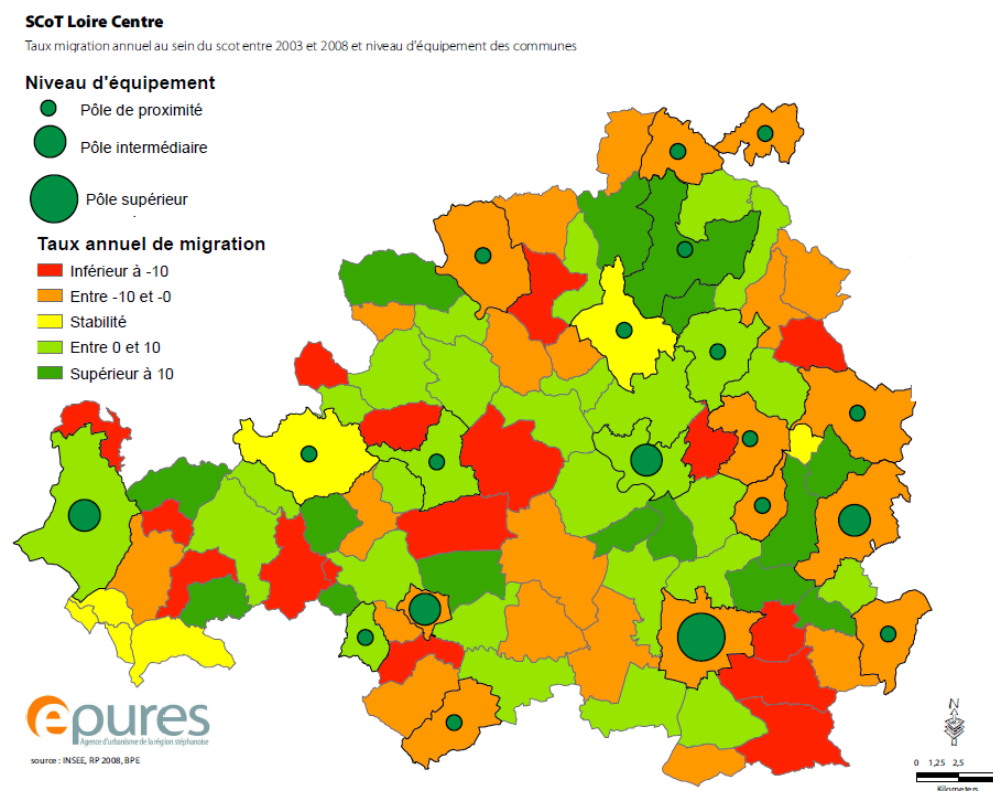 SCoT Loire Centre
Taux migration annuel au sein du scot entre 2003 et 2008 et niveau d'équipement des communes
Niveau d'équipement
Pôle de proximité
Pôle intermédiaire
Pôle supérieur
Taux annuel de migration
Inférieur à -10
Entre -10 et -0
Stabilité
Entre 0 et 10
Supérieur à 10
épures
Agence d'urbanisme de la région stéphanoise
source : INSEE, RP 2008, BPE
N
0 1,25 2,5
Kilometers